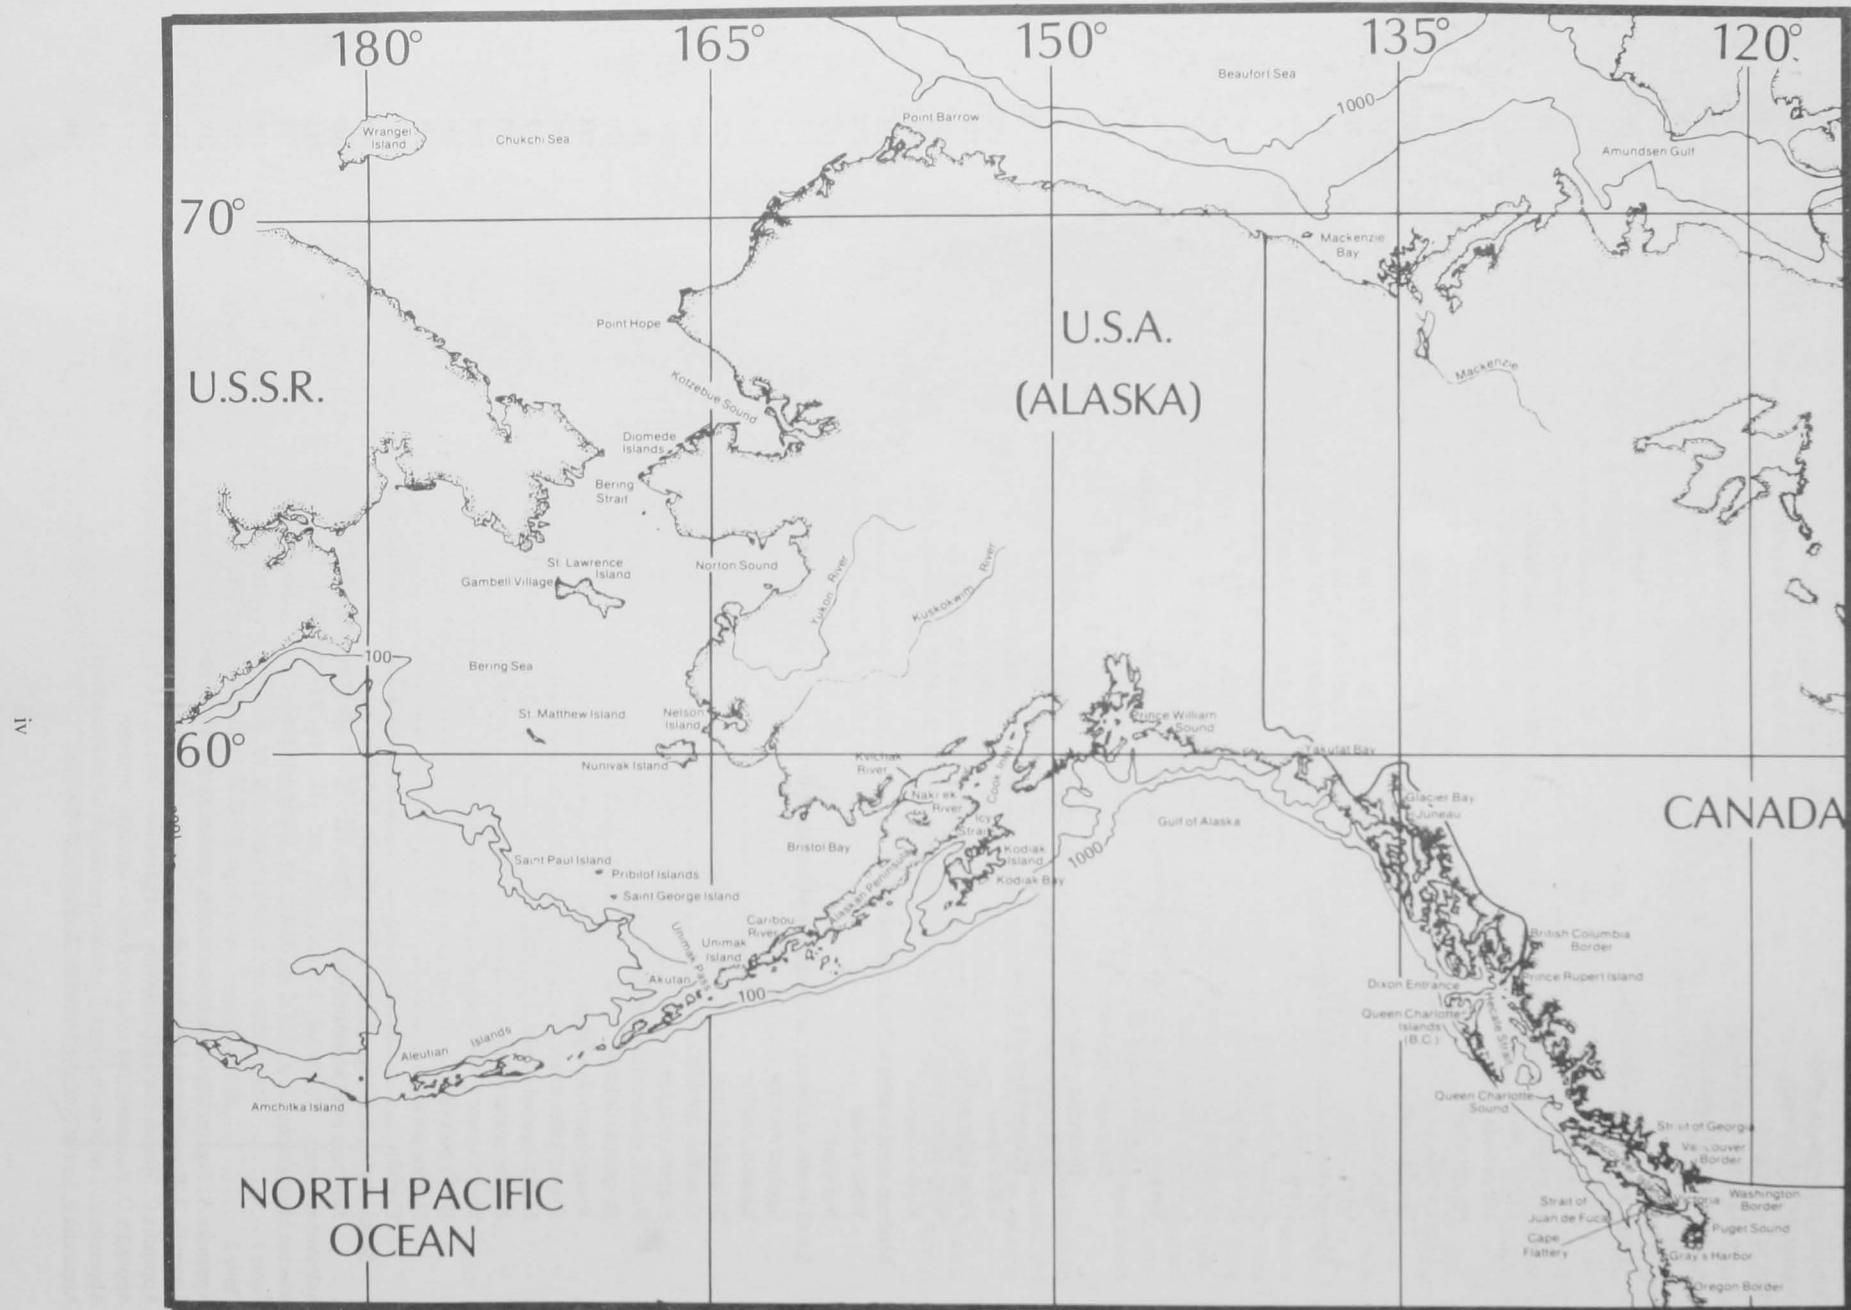 180°
165°
150°
135°
120°
Beaufort Sea
1000
Point Barrow
Wrangel
Island
Chukchi Sea
Amundsen Gulf
70°
Mackenzie
Bay
U.S.A.
(ALASKA)
Point Hope
U.S.S.R.
Mackenzie
Kotzebue Sound
Diomede
Islands
Bering
Strait
St. Lawrence
Island
Gambell Village
Norton Sound
Yukon River
Kuskokwim River
100
Bering Sea
St. Matthew Island
Nelson
Island
Prince William
Sound
iv
60°
Nunivak Island
Kvichak
River
Cook Inlet
Yakutat Bay
Nakrek
River
Icy
Strait
Glacier Bay
Juneau
CANADA
Gulf of Alaska
Bristol Bay
Kodiak
Island
1000
Saint Paul Island
Pribilof Islands
Kodiak Bay
Alaskan Peninsula
Saint George Island
Caribou
River
Unimak Pass
Unimak
Island
British Columbia
Border
Akutan
100
Dixon Entrance
Prince Rupert Island
Queen Charlotte
Islands
(B.C.)
Hecate Strait
Aleutian Islands
Amchitka Island
Queen Charlotte
Sound
Strait of Georgia
Vancouver
Border
NORTH PACIFIC
OCEAN
Strait of
Juan de Fuca
Victoria
Washington
Border
Cape
Flattery
Puget Sound
Gray's Harbor
Oregon Border